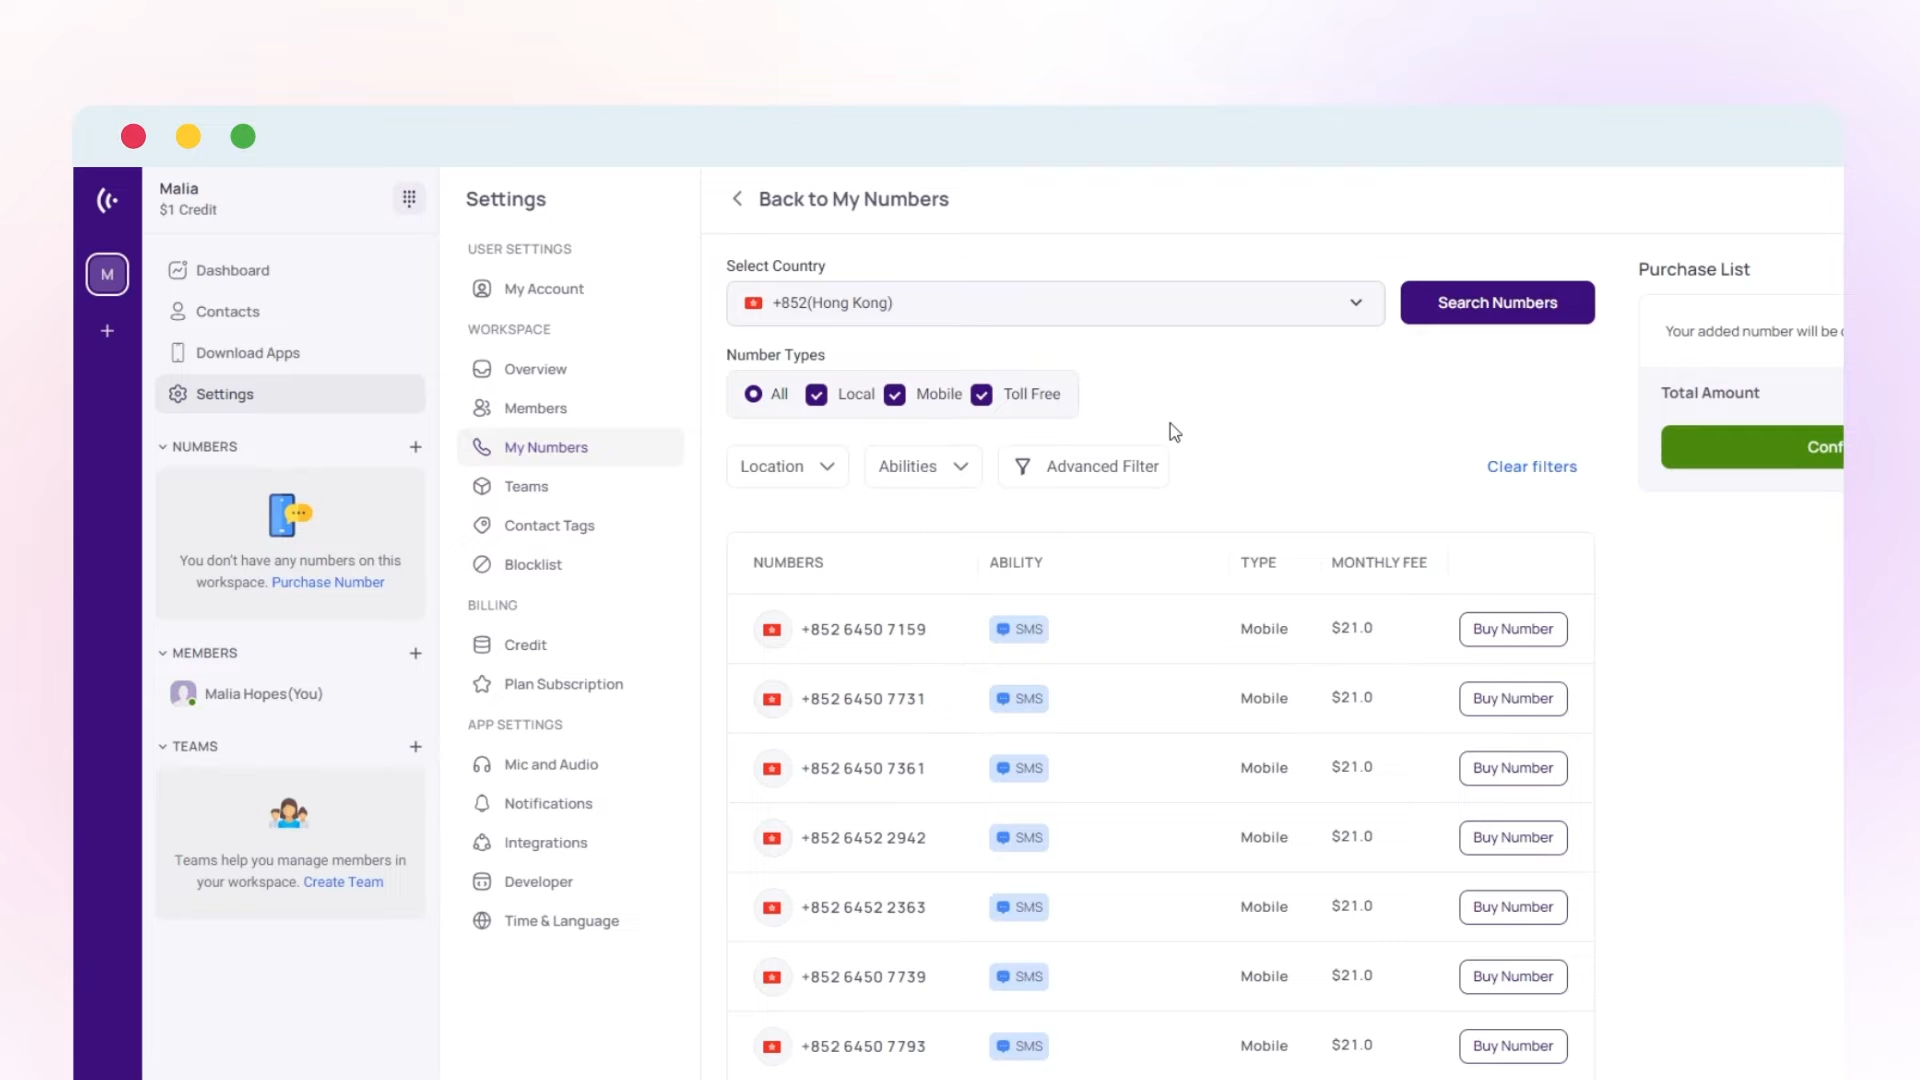 Malia
$1 Credit
M
Dashboard
Contacts
Download Apps
Settings
NUMBERS
You don't have any numbers on this
workspace. Purchase Number
MEMBERS
Malia Hopes(You)
TEAMS
Teams help you manage members in
your workspace. Create Team
Settings
USER SETTINGS
My Account
WORKSPACE
Overview
Members
My Numbers
Teams
Contact Tags
Blocklist
BILLING
Credit
Plan Subscription
APP SETTINGS
Mic and Audio
Notifications
Integrations
Developer
Time & Language
Back to My Numbers
Select Country
+852(Hong Kong)
Search Numbers
Number Types
All Local Mobile Toll Free
Location Abilities Advanced Filter Clear filters
NUMBERS ABILITY TYPE MONTHLY FEE
+852 6450 7159 SMS Mobile $21.0 Buy Number
+852 6450 7731 SMS Mobile $21.0 Buy Number
+852 6450 7361 SMS Mobile $21.0 Buy Number
+852 6452 2942 SMS Mobile $21.0 Buy Number
+852 6452 2363 SMS Mobile $21.0 Buy Number
+852 6450 7739 SMS Mobile $21.0 Buy Number
+852 6450 7793 SMS Mobile $21.0 Buy Number
Purchase List
Your added number will be
Total Amount
Conf